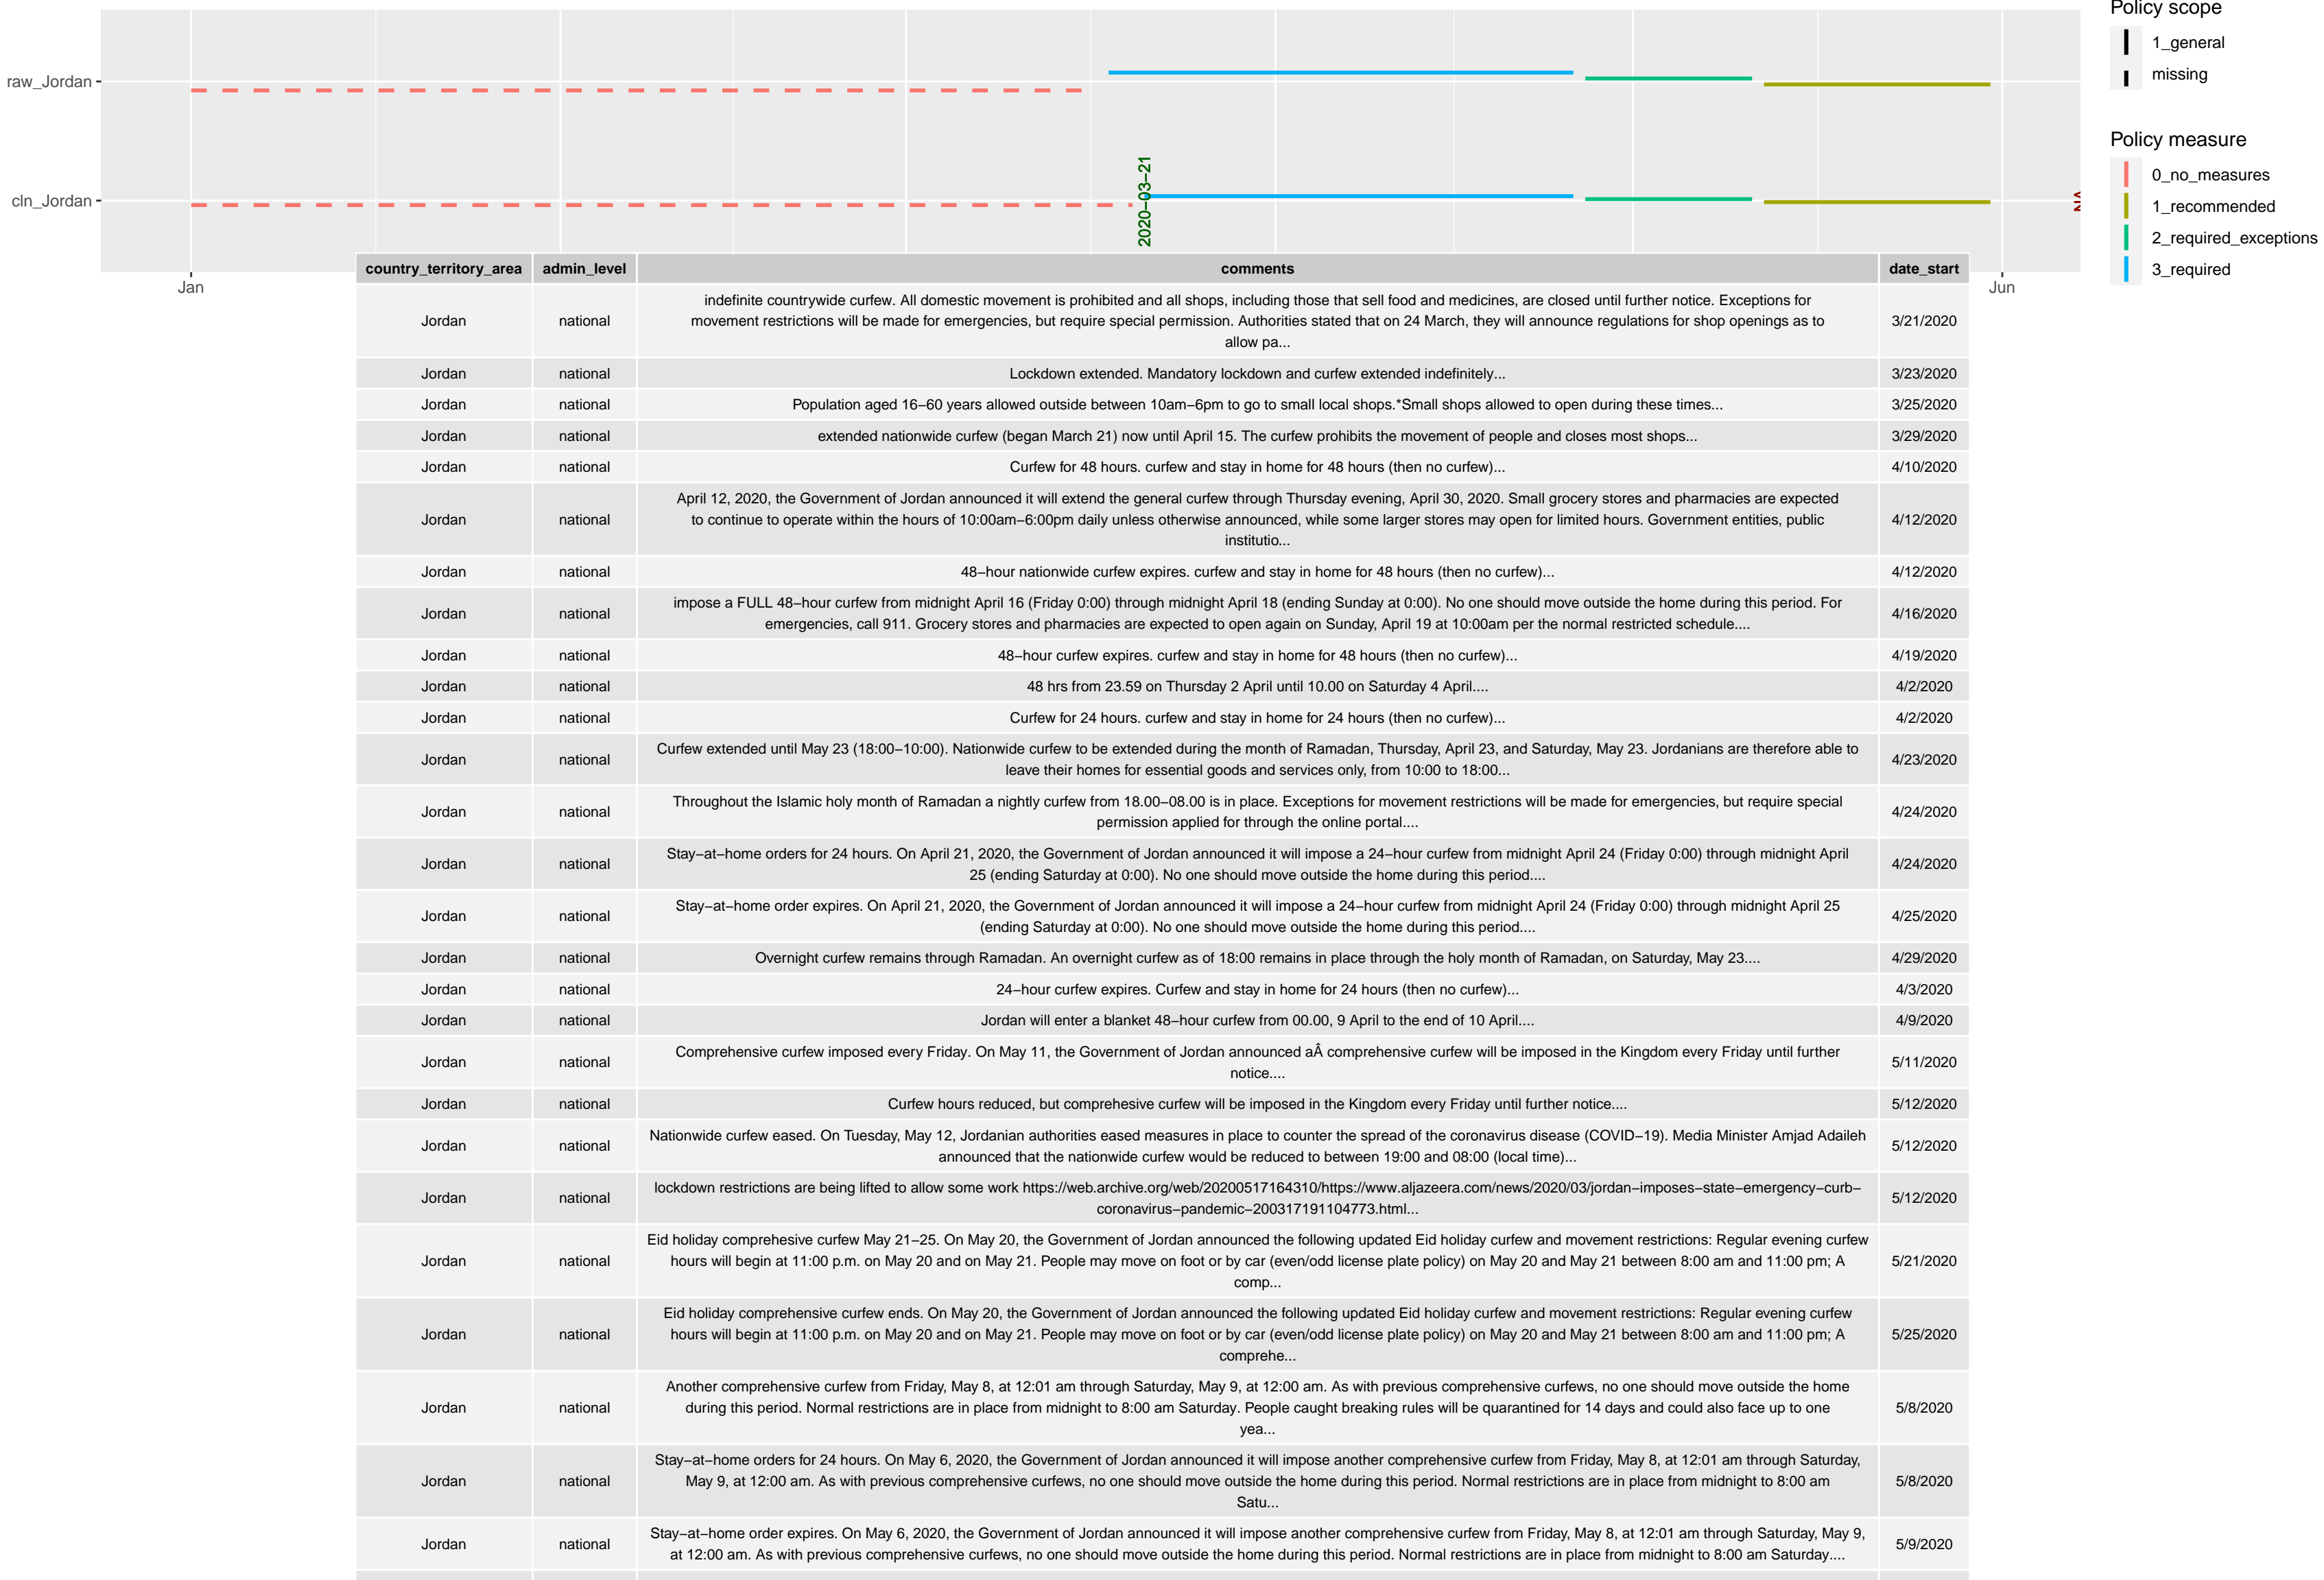 Policy scope
1_general
missing
Policy measure
0_no_measures
1_recommended
2_required_exceptions
3_required
raw_Jordan
cln_Jordan
2020−03−21
Jan
Jun
country_territory_area admin_level comments date_start
indefinite countrywide curfew. All domestic movement is prohibited and all shops, including those that sell food and medicines, are closed until further notice. Exceptions for
Jordan national movement restrictions will be made for emergencies, but require special permission. Authorities stated that on 24 March, they will announce regulations for shop openings as to 3/21/2020
allow pa...
Jordan national Lockdown extended. Mandatory lockdown and curfew extended indefinitely... 3/23/2020
Jordan national Population aged 16−60 years allowed outside between 10am−6pm to go to small local shops.*Small shops allowed to open during these times... 3/25/2020
Jordan national extended nationwide curfew (began March 21) now until April 15. The curfew prohibits the movement of people and closes most shops... 3/29/2020
Jordan national Curfew for 48 hours. curfew and stay in home for 48 hours (then no curfew)... 4/10/2020
April 12, 2020, the Government of Jordan announced it will extend the general curfew through Thursday evening, April 30, 2020. Small grocery stores and pharmacies are expected
Jordan national to continue to operate within the hours of 10:00am−6:00pm daily unless otherwise announced, while some larger stores may open for limited hours. Government entities, public 4/12/2020
institutio...
Jordan national 48−hour nationwide curfew expires. curfew and stay in home for 48 hours (then no curfew)... 4/12/2020
impose a FULL 48−hour curfew from midnight April 16 (Friday 0:00) through midnight April 18 (ending Sunday at 0:00). No one should move outside the home during this period. For
Jordan national 4/16/2020
emergencies, call 911. Grocery stores and pharmacies are expected to open again on Sunday, April 19 at 10:00am per the normal restricted schedule....
Jordan national 48−hour curfew expires. curfew and stay in home for 48 hours (then no curfew)... 4/19/2020
Jordan national 48 hrs from 23.59 on Thursday 2 April until 10.00 on Saturday 4 April.... 4/2/2020
Jordan national Curfew for 24 hours. curfew and stay in home for 24 hours (then no curfew)... 4/2/2020
Curfew extended until May 23 (18:00−10:00). Nationwide curfew to be extended during the month of Ramadan, Thursday, April 23, and Saturday, May 23. Jordanians are therefore able to
Jordan national 4/23/2020
leave their homes for essential goods and services only, from 10:00 to 18:00...
Throughout the Islamic holy month of Ramadan a nightly curfew from 18.00−08.00 is in place. Exceptions for movement restrictions will be made for emergencies, but require special
Jordan national 4/24/2020
permission applied for through the online portal....
Stay−at−home orders for 24 hours. On April 21, 2020, the Government of Jordan announced it will impose a 24−hour curfew from midnight April 24 (Friday 0:00) through midnight April
Jordan national 4/24/2020
25 (ending Saturday at 0:00). No one should move outside the home during this period....
Stay−at−home order expires. On April 21, 2020, the Government of Jordan announced it will impose a 24−hour curfew from midnight April 24 (Friday 0:00) through midnight April 25
Jordan national 4/25/2020
(ending Saturday at 0:00). No one should move outside the home during this period....
Jordan national Overnight curfew remains through Ramadan. An overnight curfew as of 18:00 remains in place through the holy month of Ramadan, on Saturday, May 23.... 4/29/2020
Jordan national 24−hour curfew expires. Curfew and stay in home for 24 hours (then no curfew)... 4/3/2020
Jordan national Jordan will enter a blanket 48−hour curfew from 00.00, 9 April to the end of 10 April.... 4/9/2020
Comprehensive curfew imposed every Friday. On May 11, the Government of Jordan announced aÂ comprehensive curfew will be imposed in the Kingdom every Friday until further
Jordan national 5/11/2020
notice....
Jordan national Curfew hours reduced, but comprehesive curfew will be imposed in the Kingdom every Friday until further notice.... 5/12/2020
Nationwide curfew eased. On Tuesday, May 12, Jordanian authorities eased measures in place to counter the spread of the coronavirus disease (COVID−19). Media Minister Amjad Adaileh
Jordan national 5/12/2020
announced that the nationwide curfew would be reduced to between 19:00 and 08:00 (local time)...
lockdown restrictions are being lifted to allow some work https://web.archive.org/web/20200517164310/https://www.aljazeera.com/news/2020/03/jordan−imposes−state−emergency−curb−
Jordan national 5/12/2020
coronavirus−pandemic−200317191104773.html...
Eid holiday comprehesive curfew May 21−25. On May 20, the Government of Jordan announced the following updated Eid holiday curfew and movement restrictions: Regular evening curfew
Jordan national hours will begin at 11:00 p.m. on May 20 and on May 21. People may move on foot or by car (even/odd license plate policy) on May 20 and May 21 between 8:00 am and 11:00 pm; A 5/21/2020
comp...
Eid holiday comprehensive curfew ends. On May 20, the Government of Jordan announced the following updated Eid holiday curfew and movement restrictions: Regular evening curfew
Jordan national hours will begin at 11:00 p.m. on May 20 and on May 21. People may move on foot or by car (even/odd license plate policy) on May 20 and May 21 between 8:00 am and 11:00 pm; A 5/25/2020
comprehe...
Another comprehensive curfew from Friday, May 8, at 12:01 am through Saturday, May 9, at 12:00 am. As with previous comprehensive curfews, no one should move outside the home
Jordan national during this period. Normal restrictions are in place from midnight to 8:00 am Saturday. People caught breaking rules will be quarantined for 14 days and could also face up to one 5/8/2020
yea...
Stay−at−home orders for 24 hours. On May 6, 2020, the Government of Jordan announced it will impose another comprehensive curfew from Friday, May 8, at 12:01 am through Saturday,
Jordan national May 9, at 12:00 am. As with previous comprehensive curfews, no one should move outside the home during this period. Normal restrictions are in place from midnight to 8:00 am 5/8/2020
Satu...
Stay−at−home order expires. On May 6, 2020, the Government of Jordan announced it will impose another comprehensive curfew from Friday, May 8, at 12:01 am through Saturday, May 9,
Jordan national 5/9/2020
at 12:00 am. As with previous comprehensive curfews, no one should move outside the home during this period. Normal restrictions are in place from midnight to 8:00 am Saturday....